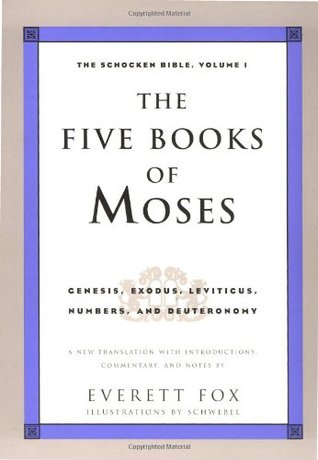 THE SCHOCKEN BIBLE, VOLUME I
THE
FIVE BOOKS
OF
MOSES
GENESIS, EXODUS, LEVITICUS,
NUMBERS, AND DEUTERONOMY
A NEW TRANSLATION WITH INTRODUCTIONS,
COMMENTARY, AND NOTES BY
EVERETT FOX
ILLUSTRATIONS BY SCHWEBEL